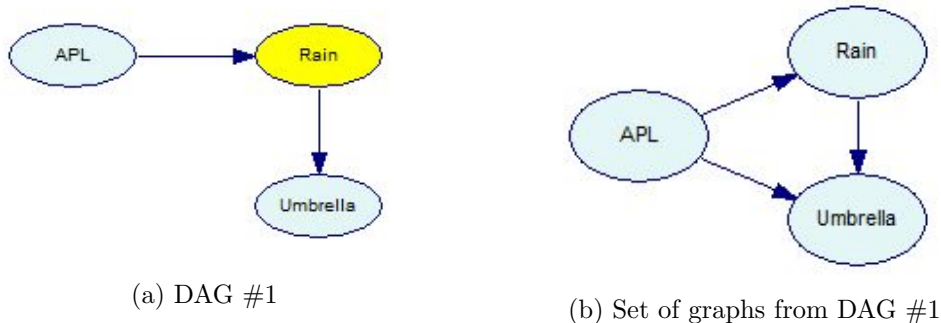 APL
Rain
Umbrella
(a) DAG #1
Rain
APL
Umbrella
(b) Set of graphs from DAG #1